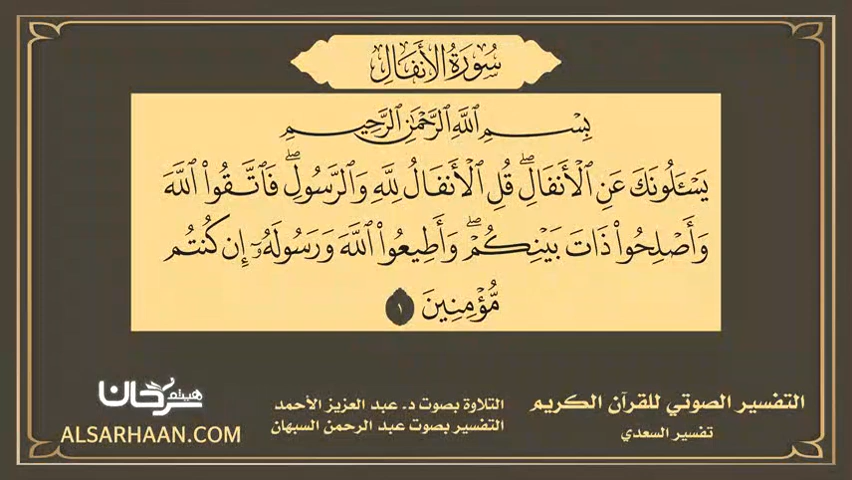 سُورَةُ الأَنفَالِ
بِسْمِ ٱللَّهِ ٱلرَّحْمَٰنِ ٱلرَّحِيمِ
يَسْـَٔلُونَكَ عَنِ ٱلْأَنفَالِۖ قُلِ ٱلْأَنفَالُ لِلَّهِ وَٱلرَّسُولِۖ فَٱتَّقُوا۟ ٱللَّهَ
وَأَصْلِحُوا۟ ذَاتَ بَيْنِكُمْۖ وَأَطِيعُوا۟ ٱللَّهَ وَرَسُولَهُۥٓ إِن كُنتُم
مُّؤْمِنِينَ ١
التفسير الصوتي للقرآن الكريم
تفسير السعدي
التلاوة بصوت د. عبد العزيز الأحمد
التفسير بصوت عبد الرحمن السبهان
هيثم سرحان
ALSARHAAN.COM